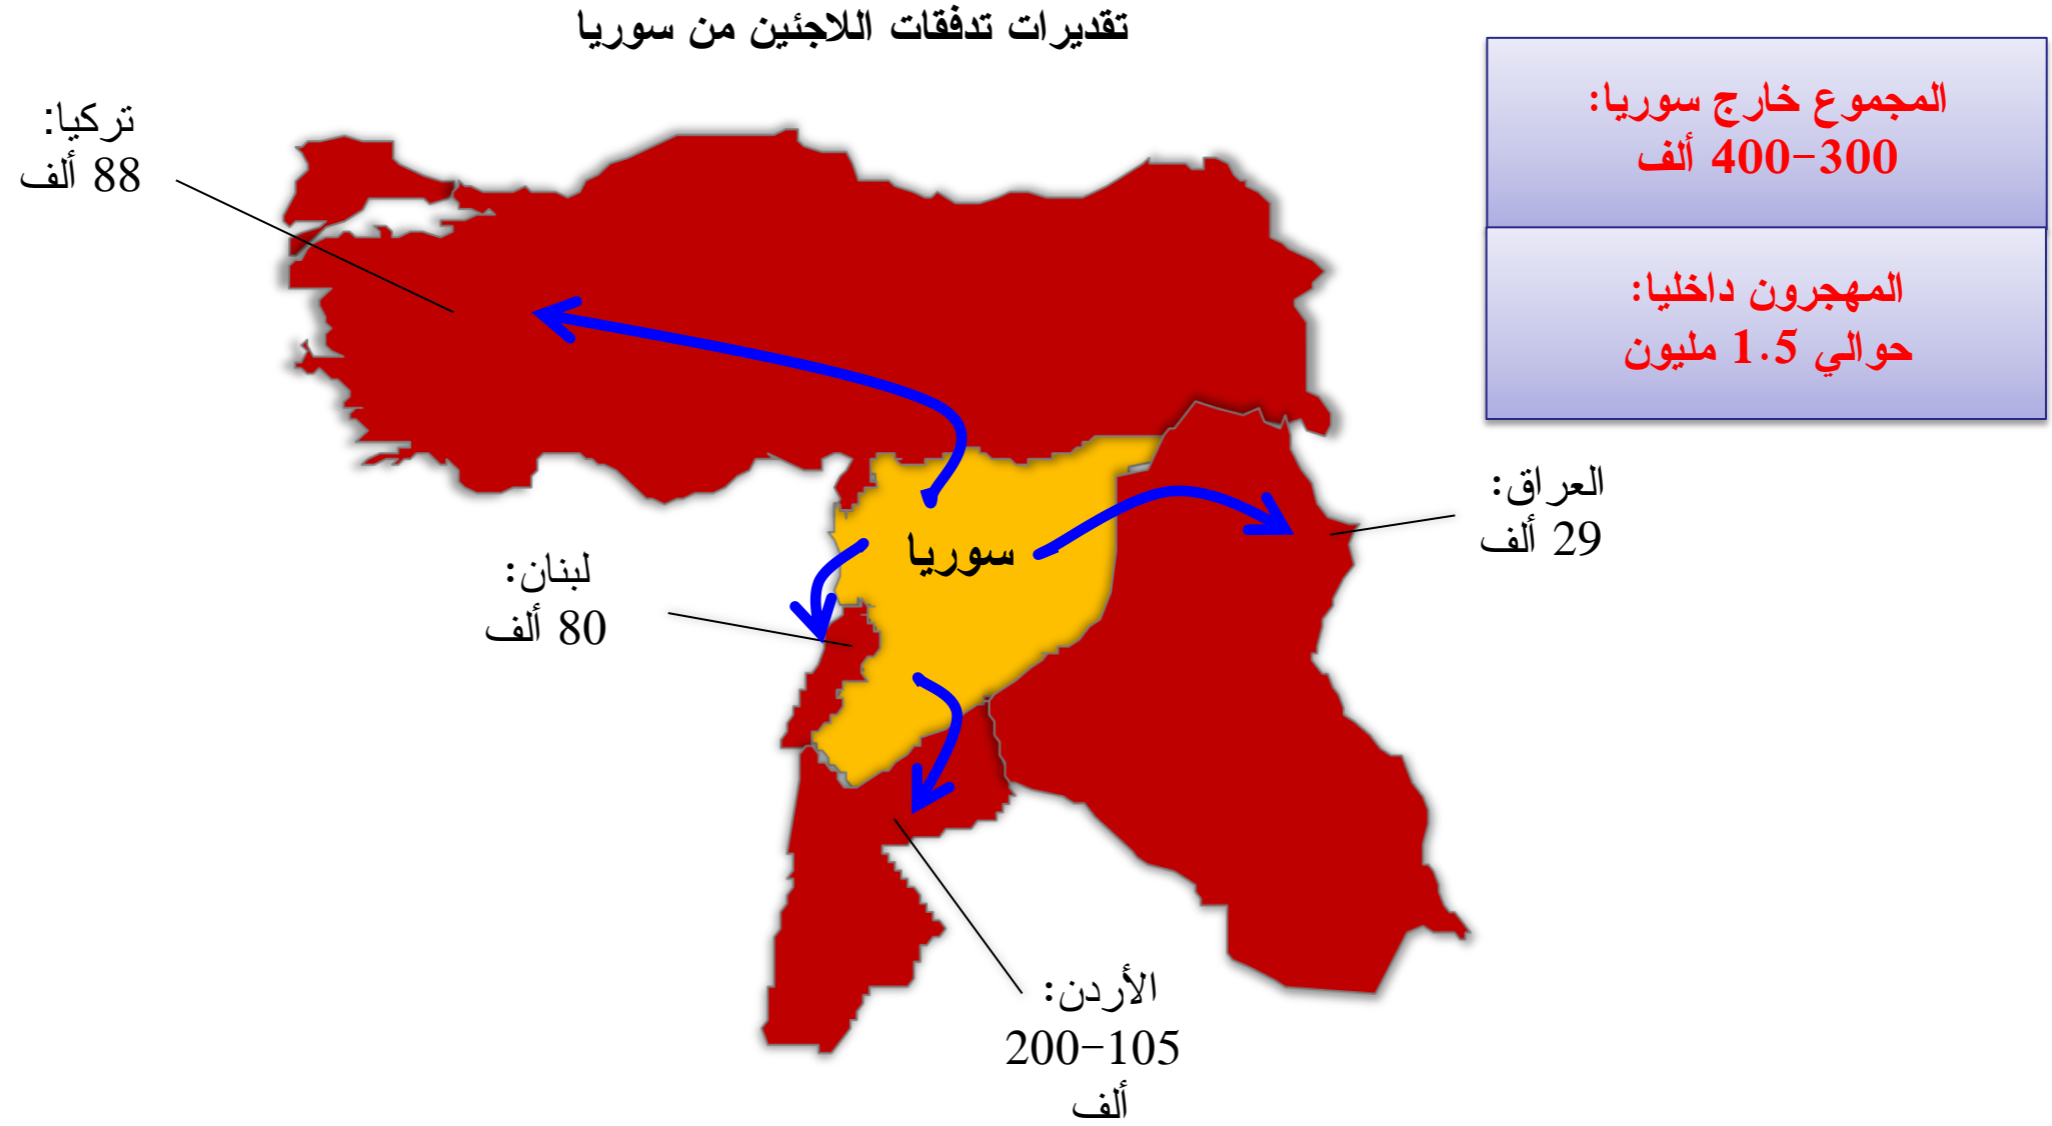 تقديرات تدفقات اللاجئين من سوريا
المجموع خارج سوريا:
300-400 ألف
المهجرون داخليا:
حوالي 1.5 مليون
تركيا:
88 ألف
العراق:
29 ألف
سوريا
لبنان:
80 ألف
الأردن:
105-200
ألف